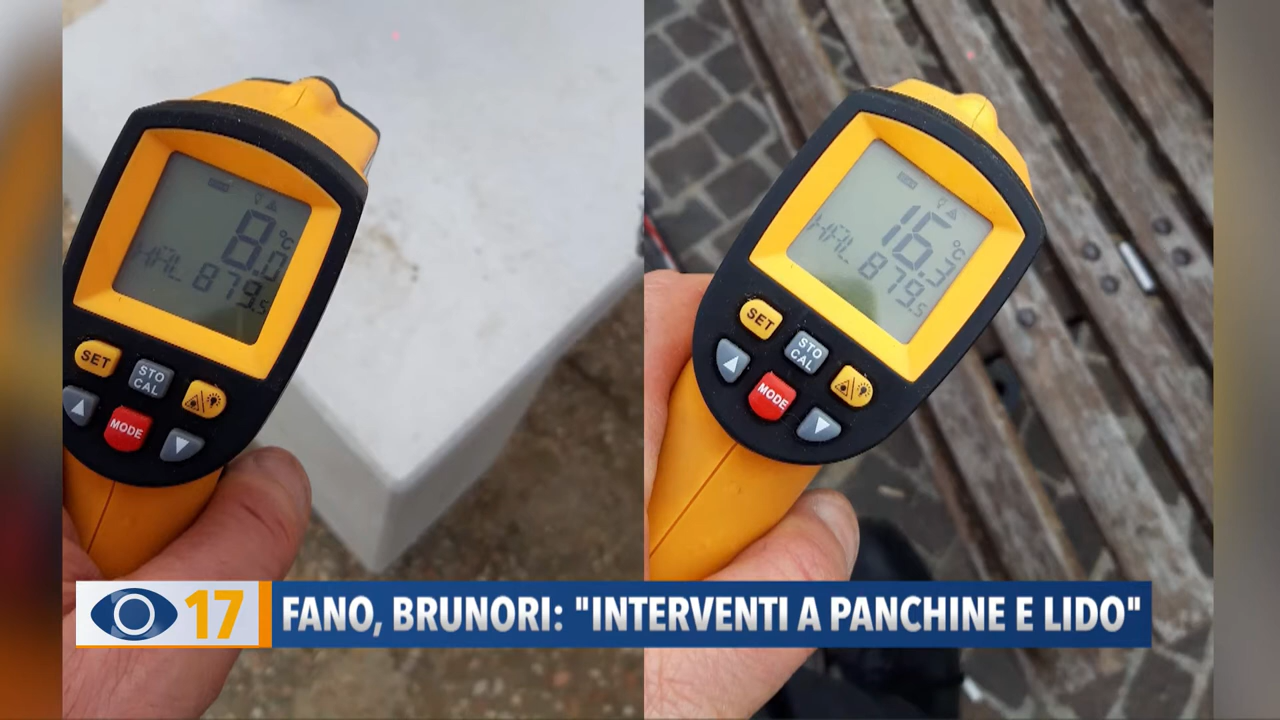 8.0°C
HAL 879.5
SET
STO
CAL
MODE
16.3°C
HAL 879.5
SET
STO
CAL
MODE
17 FANO, BRUNORI: "INTERVENTI A PANCHINE E LIDO"